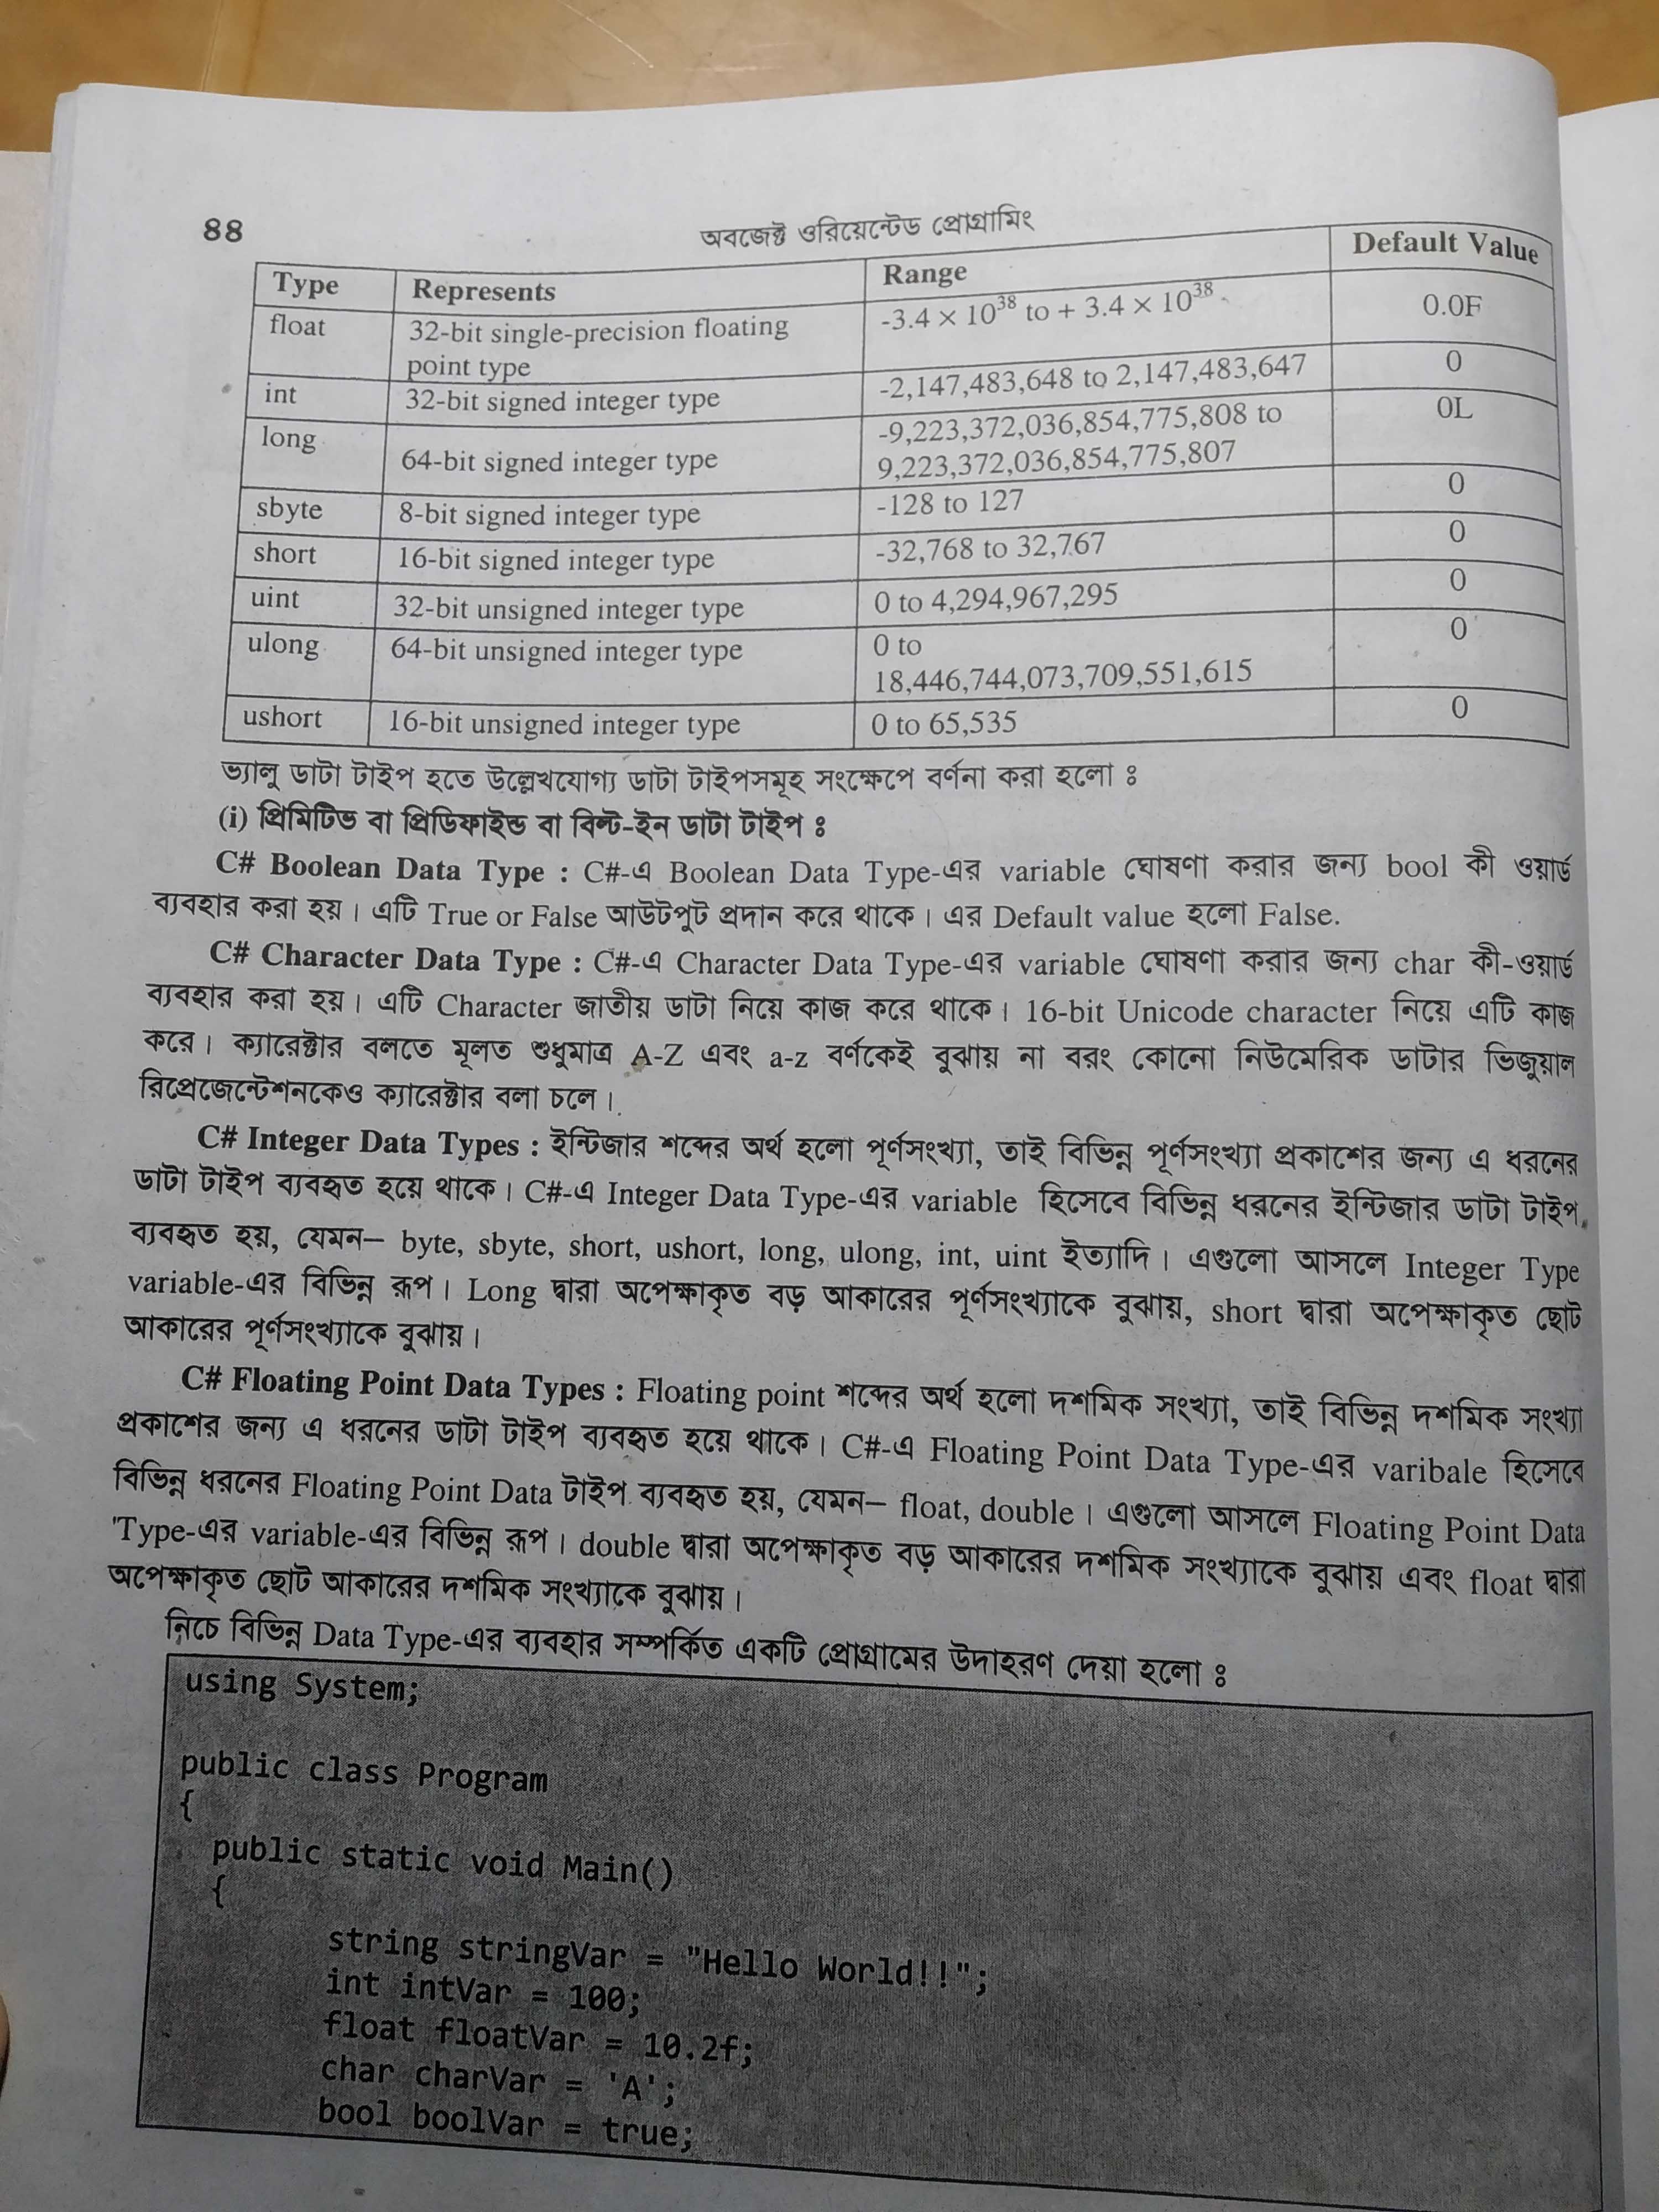 ৪৪
অবজেক্ট ওরিয়েন্টেড প্রোগ্রামিং
Type Represents Range Default Value
float 32-bit single-precision floating point type -3.4 × 10³⁸ to + 3.4 × 10³⁸ 0.0F
int 32-bit signed integer type -2,147,483,648 to 2,147,483,647 0
long 64-bit signed integer type -9,223,372,036,854,775,808 to 9,223,372,036,854,775,807 0L
sbyte 8-bit signed integer type -128 to 127 0
short 16-bit signed integer type -32,768 to 32,767 0
uint 32-bit unsigned integer type 0 to 4,294,967,295 0
ulong 64-bit unsigned integer type 0 to 18,446,744,073,709,551,615 0
ushort 16-bit unsigned integer type 0 to 65,535 0
ভ্যালু ডাটা টাইপ হতে উল্লেখযোগ্য ডাটা টাইপসমূহ সংক্ষেপে বর্ণনা করা হলো ঃ
(i) প্রিমিটিভ বা প্রিডিফাইন্ড বা বিল্ট-ইন ডাটা টাইপ ঃ
C# Boolean Data Type : C#-এ Boolean Data Type-এর variable ঘোষণা করার জন্য bool কী ওয়ার্ড
ব্যবহার করা হয়। এটি True or False আউটপুট প্রদান করে থাকে। এর Default value হলো False.
C# Character Data Type : C#-এ Character Data Type-এর variable ঘোষণা করার জন্য char কী-ওয়ার্ড
ব্যবহার করা হয়। এটি Character জাতীয় ডাটা নিয়ে কাজ করে থাকে। 16-bit Unicode character নিয়ে এটি কাজ
করে। ক্যারেক্টার বলতে মূলত শুধুমাত্র A-Z এবং a-z বর্ণকেই বুঝায় না বরং কোনো নিউমেরিক ডাটার ভিজুয়াল
রিপ্রেজেন্টেশনকেও ক্যারেক্টার বলা চলে।
C# Integer Data Types : ইন্টিজার শব্দের অর্থ হলো পূর্ণসংখ্যা, তাই বিভিন্ন পূর্ণসংখ্যা প্রকাশের জন্য এ ধরনের
ডাটা টাইপ ব্যবহৃত হয়ে থাকে। C#-এ Integer Data Type-এর variable হিসেবে বিভিন্ন ধরনের ইন্টিজার ডাটা টাইপ
ব্যবহৃত হয়, যেমন– byte, sbyte, short, ushort, long, ulong, int, uint ইত্যাদি। এগুলো আসলে Integer Type
variable-এর বিভিন্ন রূপ। Long দ্বারা অপেক্ষাকৃত বড় আকারের পূর্ণসংখ্যাকে বুঝায়, short দ্বারা অপেক্ষাকৃত ছোট
আকারের পূর্ণসংখ্যাকে বুঝায়।
C# Floating Point Data Types : Floating point শব্দের অর্থ হলো দশমিক সংখ্যা, তাই বিভিন্ন দশমিক সংখ্যা
প্রকাশের জন্য এ ধরনের ডাটা টাইপ ব্যবহৃত হয়ে থাকে। C#-এ Floating Point Data Type-এর varibale হিসেবে
বিভিন্ন ধরনের Floating Point Data টাইপ ব্যবহৃত হয়, যেমন– float, double। এগুলো আসলে Floating Point Data
Type-এর variable-এর বিভিন্ন রূপ। double দ্বারা অপেক্ষাকৃত বড় আকারের দশমিক সংখ্যাকে বুঝায় এবং float দ্বারা
অপেক্ষাকৃত ছোট আকারের দশমিক সংখ্যাকে বুঝায়।
নিচে বিভিন্ন Data Type-এর ব্যবহার সম্পর্কিত একটি প্রোগ্রামের উদাহরণ দেয়া হলো ঃ
using System;
public class Program
{
public static void Main()
{
string stringVar = "Hello World!!";
int intVar = 100;
float floatVar = 10.2f;
char charVar = 'A';
bool boolVar = true;